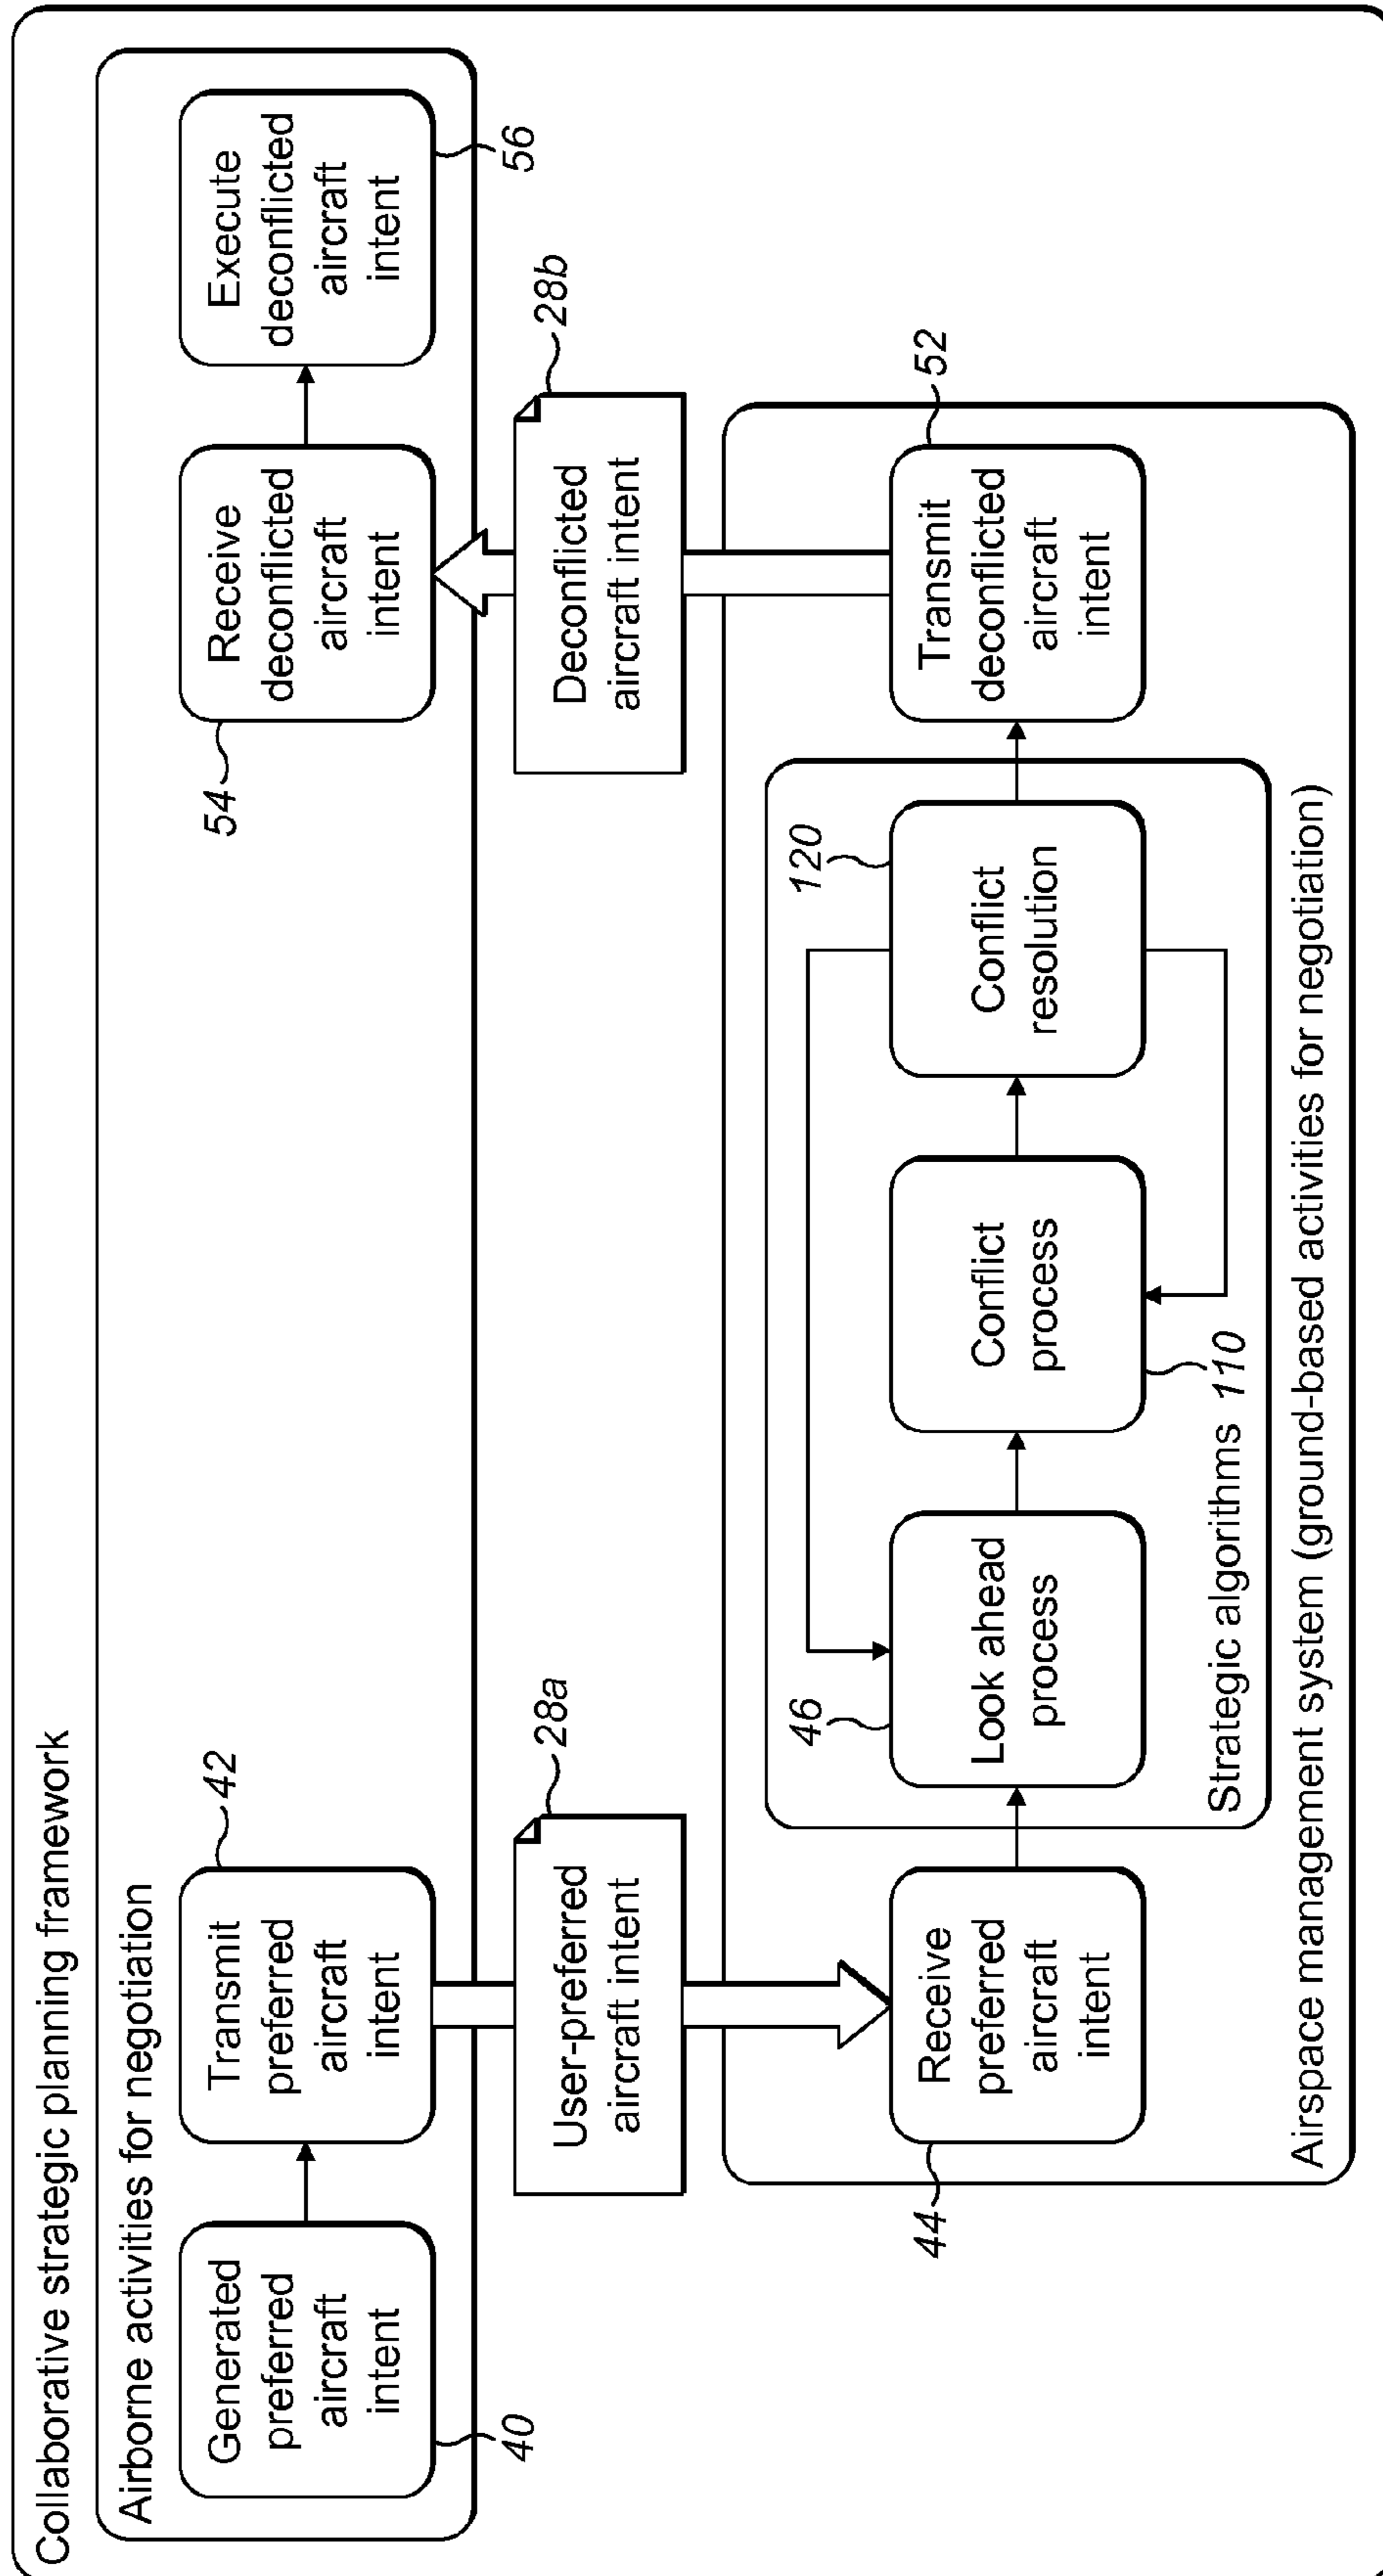 Collaborative strategic planning framework
Airborne activities for negotiation
Generated
preferred
aircraft
intent
40
Transmit
preferred
aircraft
intent
42
Receive
deconflicted
aircraft
intent
54
Execute
deconflicted
aircraft
intent
56
User-preferred
aircraft intent
28a
Deconflicted
aircraft intent
28b
Receive
preferred
aircraft
intent
44
Look ahead
process
46
Conflict
process
110
Conflict
resolution
120
Transmit
deconflicted
aircraft
intent
52
Strategic algorithms
Airspace management system (ground-based activities for negotiation)